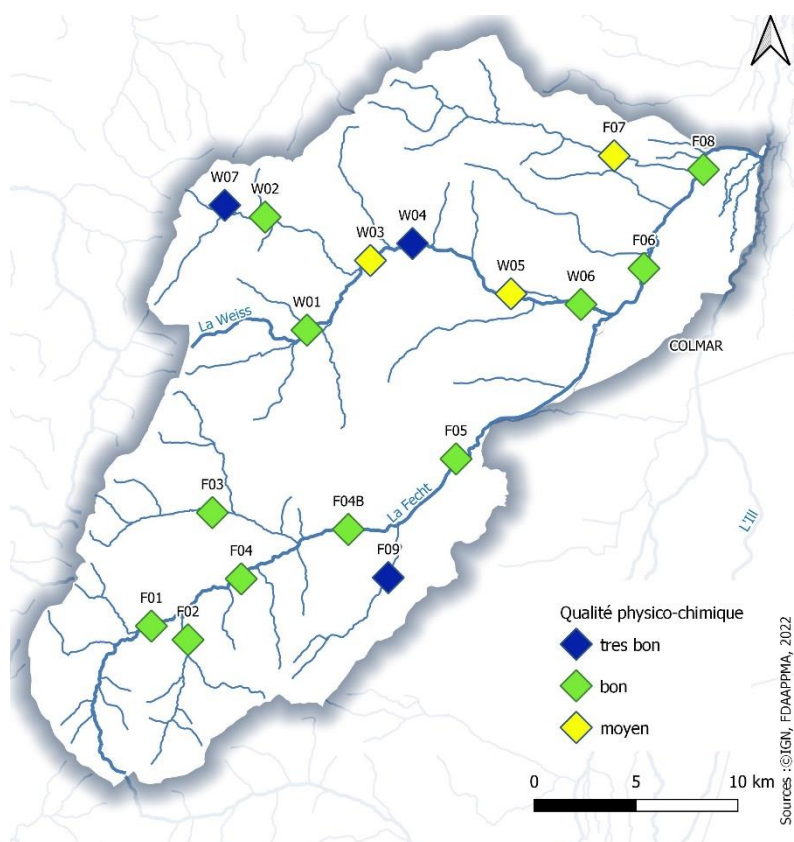 F07
F08
W07
W02
W04
W03
F06
W05
W06
W01
La Weiss
COLMAR
F05
F03
F04B
La Fecht
L'Ill
F04
F09
F01
F02
Qualité physico-chimique
tres bon
bon
moyen
0 5 10 km
Sources :©IGN, FDAAPPMA, 2022